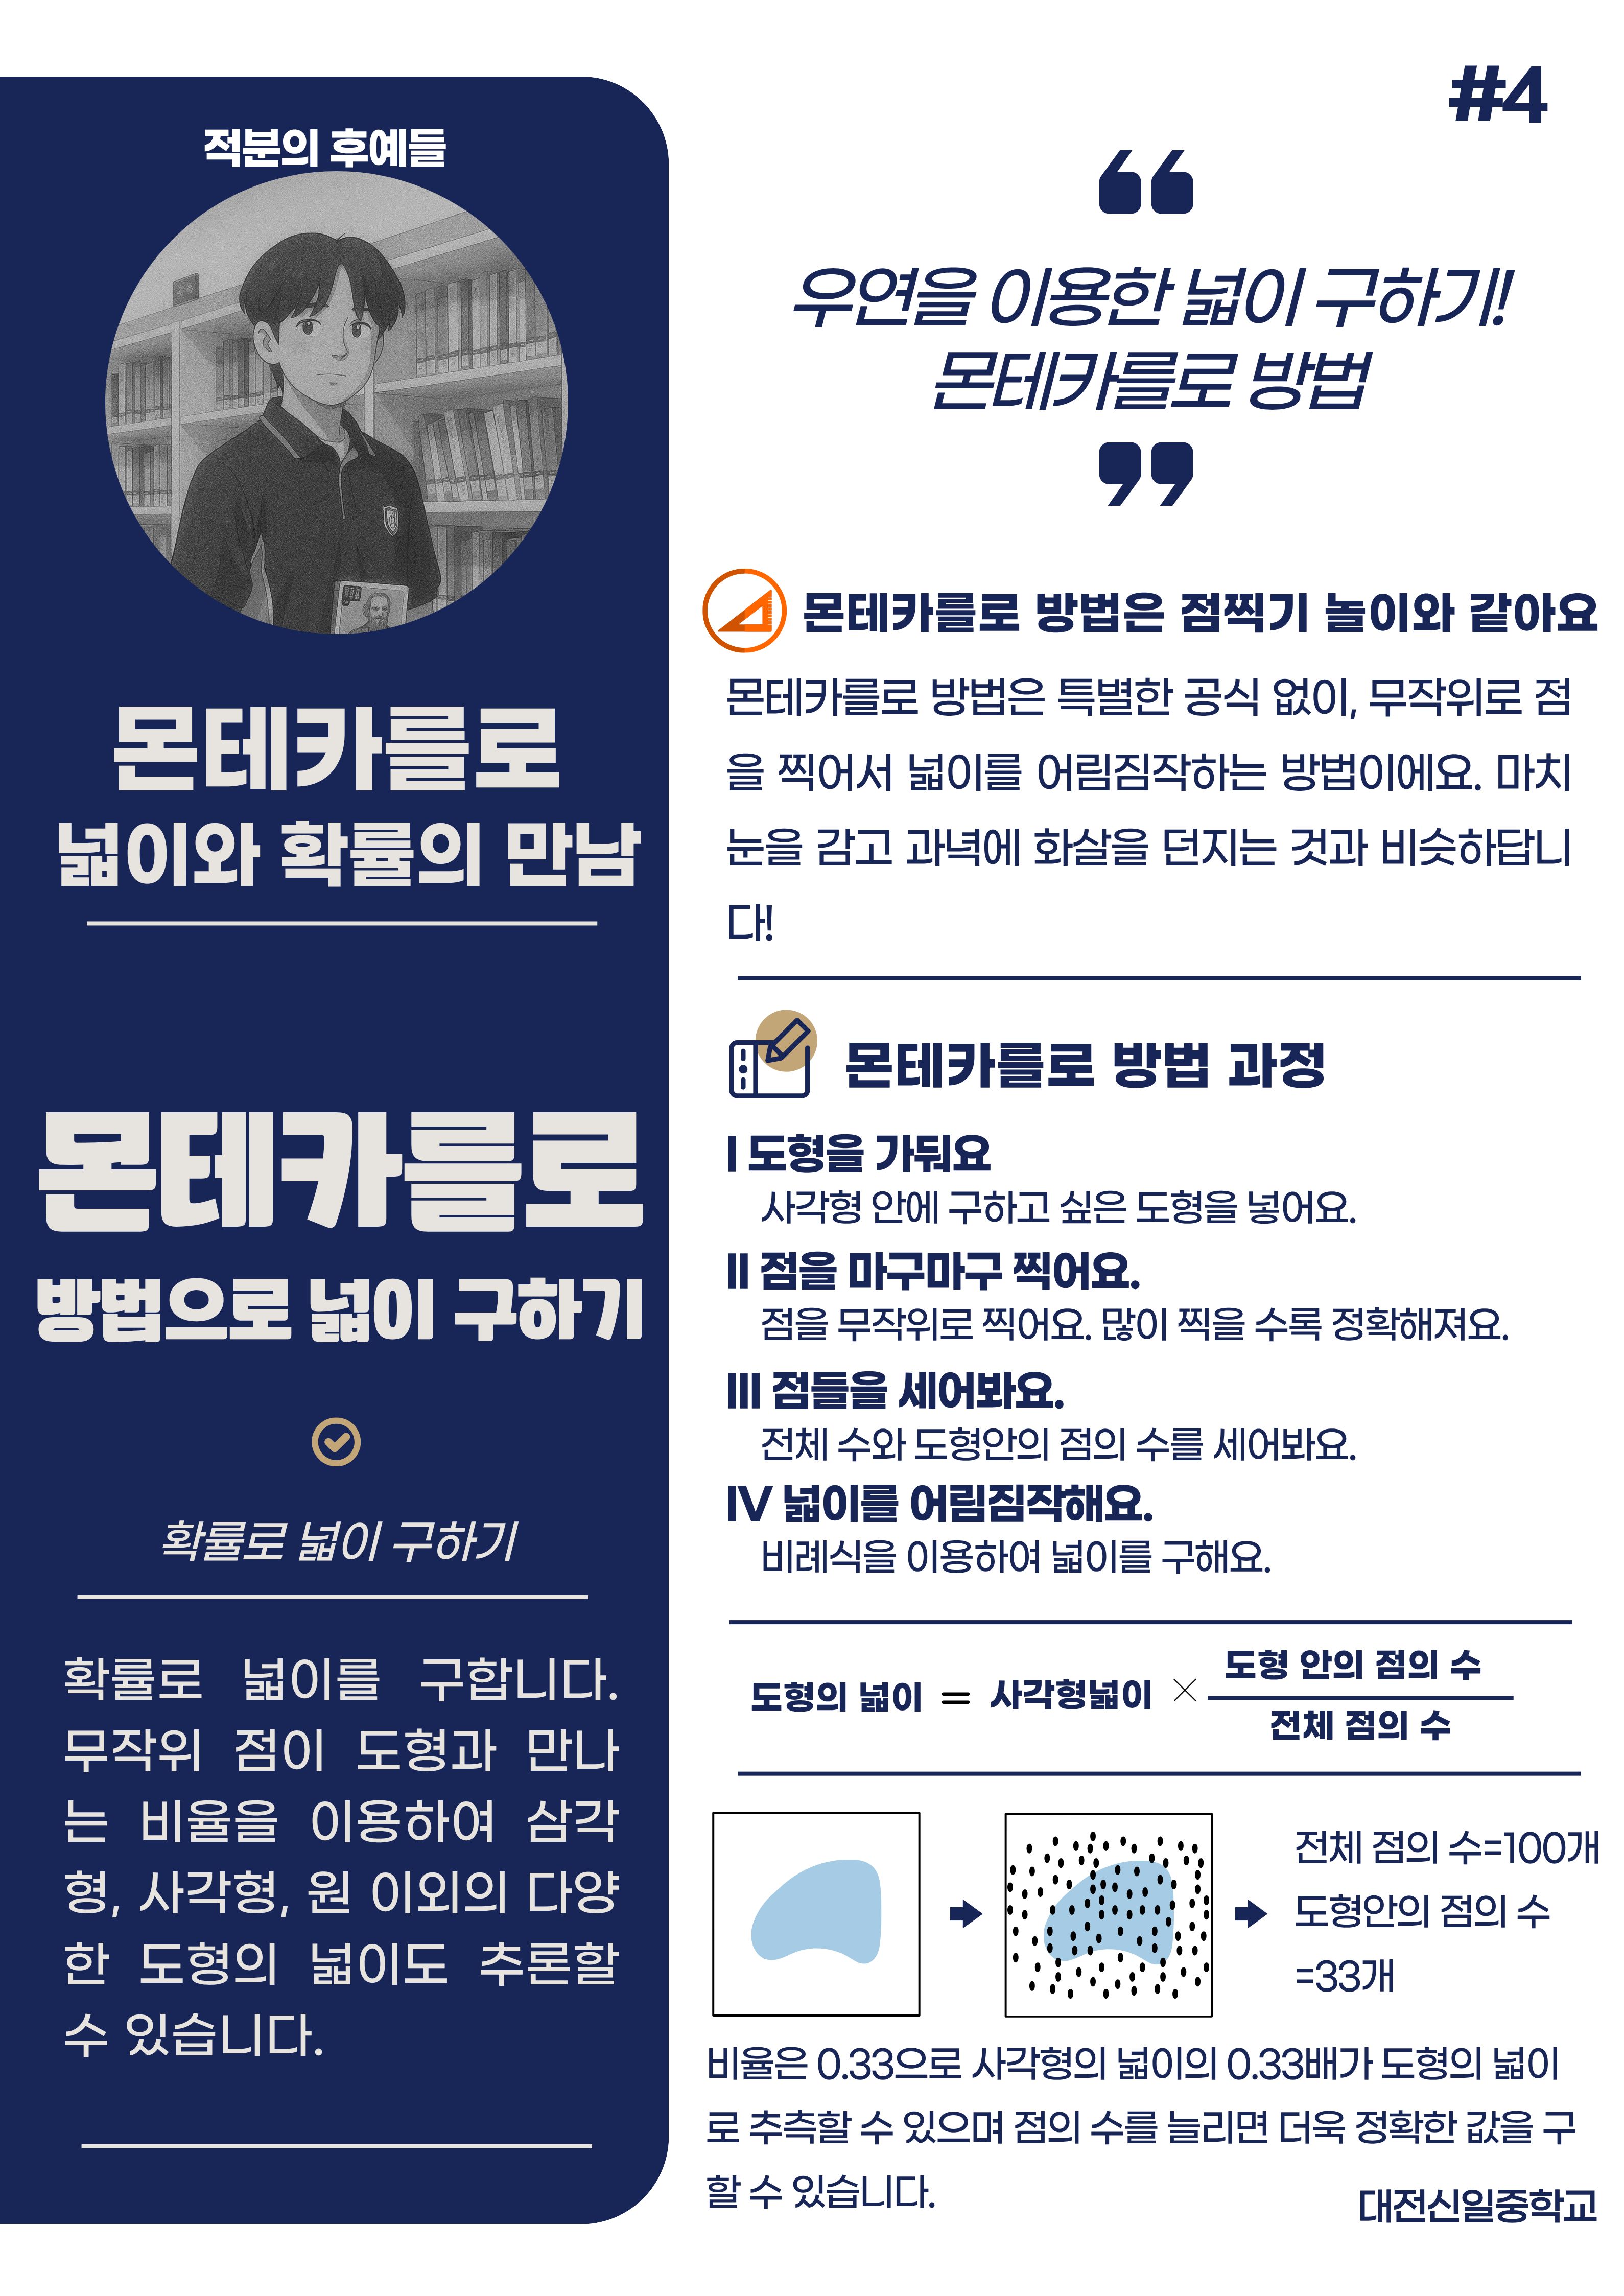 적분의 후예들
몬테카를로
넓이와 확률의 만남
몬테카를로
방법으로 넓이 구하기
확률로 넓이 구하기
확률로 넓이를 구합니다.
무작위 점이 도형과 만나
는 비율을 이용하여 삼각
형, 사각형, 원 이외의 다양
한 도형의 넓이도 추론할
수 있습니다.
#4
“
우연을 이용한 넓이 구하기!
몬테카를로 방법
”
몬테카를로 방법은 점찍기 놀이와 같아요
몬테카를로 방법은 특별한 공식 없이, 무작위로 점
을 찍어서 넓이를 어림짐작하는 방법이에요. 마치
눈을 감고 과녁에 화살을 던지는 것과 비슷하답니
다!
몬테카를로 방법 과정
I 도형을 가둬요
사각형 안에 구하고 싶은 도형을 넣어요.
II 점을 마구마구 찍어요.
점을 무작위로 찍어요. 많이 찍을 수록 정확해져요.
III 점들을 세어봐요.
전체 수와 도형안의 점의 수를 세어봐요.
IV 넓이를 어림짐작해요.
비례식을 이용하여 넓이를 구해요.
도형의 넓이 = 사각형넓이 × 도형 안의 점의 수
전체 점의 수
전체 점의 수=100개
도형안의 점의 수
=33개
비율은 0.33으로 사각형의 넓이의 0.33배가 도형의 넓이
로 추측할 수 있으며 점의 수를 늘리면 더욱 정확한 값을 구
할 수 있습니다.
대전신일중학교